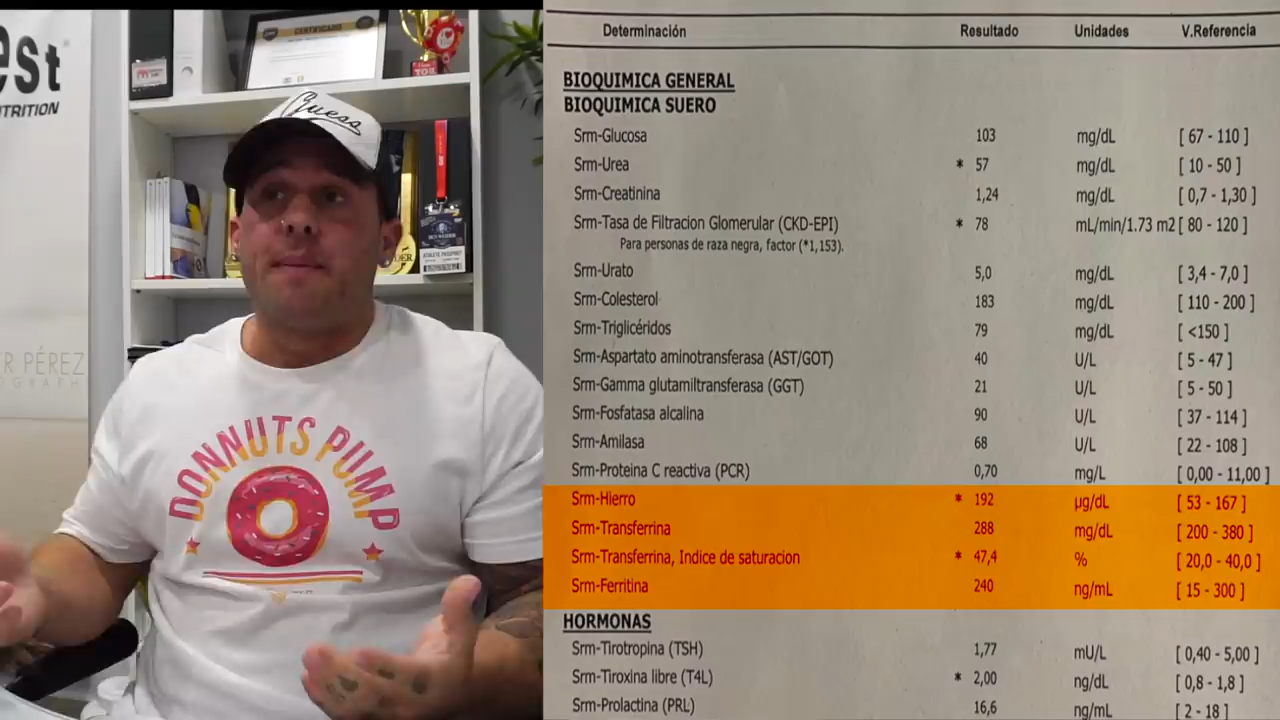 CERTIFICADO
est
NUTRITION
Guess
ER PÉREZ
OGRAPH
DONNUTS PUMP
ATHLETE PASSPORT
Determinación Resultado Unidades V.Referencia
BIOQUIMICA GENERAL
BIOQUIMICA SUERO
Srm-Glucosa 103 mg/dL [ 67 - 110 ]
Srm-Urea * 57 mg/dL [ 10 - 50 ]
Srm-Creatinina 1,24 mg/dL [ 0,7 - 1,30 ]
Srm-Tasa de Filtracion Glomerular (CKD-EPI) * 78 mL/min/1.73 m2 [ 80 - 120 ]
Para personas de raza negra, factor (*1,153).
Srm-Urato 5,0 mg/dL [ 3,4 - 7,0 ]
Srm-Colesterol 183 mg/dL [ 110 - 200 ]
Srm-Triglicéridos 79 mg/dL [ <150 ]
Srm-Aspartato aminotransferasa (AST/GOT) 40 U/L [ 5 - 47 ]
Srm-Gamma glutamiltransferasa (GGT) 21 U/L [ 5 - 50 ]
Srm-Fosfatasa alcalina 90 U/L [ 37 - 114 ]
Srm-Amilasa 68 U/L [ 22 - 108 ]
Srm-Proteina C reactiva (PCR) 0,70 mg/L [ 0,00 - 11,00 ]
Srm-Hierro * 192 µg/dL [ 53 - 167 ]
Srm-Transferrina 288 mg/dL [ 200 - 380 ]
Srm-Transferrina, Indice de saturacion * 47,4 % [ 20,0 - 40,0 ]
Srm-Ferritina 240 ng/mL [ 15 - 300 ]
HORMONAS
Srm-Tirotropina (TSH) 1,77 mU/L [ 0,40 - 5,00 ]
Srm-Tiroxina libre (T4L) * 2,00 ng/dL [ 0,8 - 1,8 ]
Srm-Prolactina (PRL) 16,6 ng/mL [ 2 - 18 ]